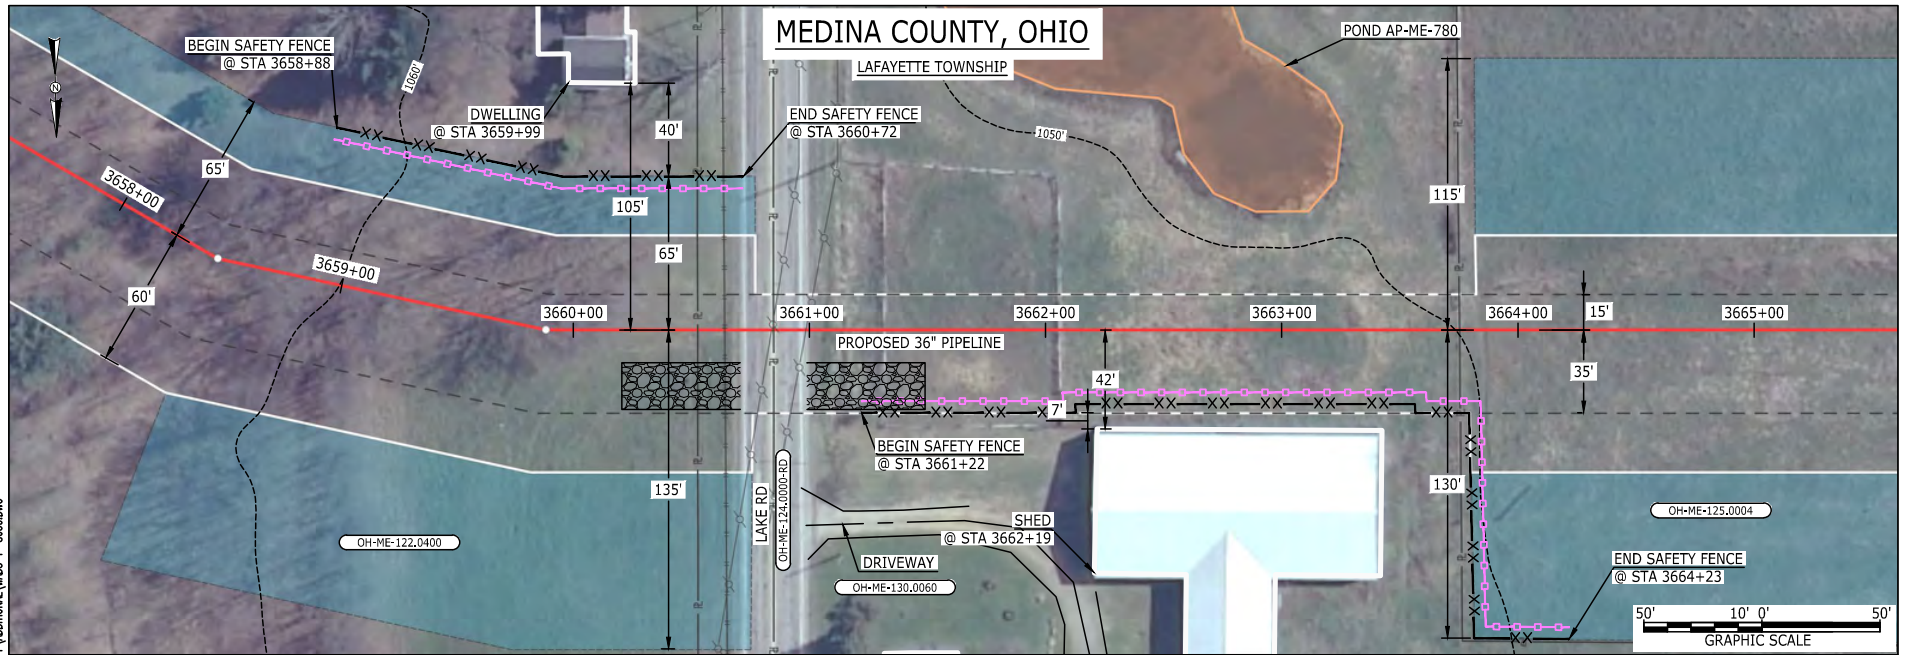 MEDINA COUNTY, OHIO
LAFAYETTE TOWNSHIP
POND AP-ME-780
BEGIN SAFETY FENCE
@ STA 3658+88
1060'
N
DWELLING
@ STA 3659+99
40'
END SAFETY FENCE
@ STA 3660+72
1050'
65'
3658+00
105'
115'
65'
3659+00
60'
3660+00
3661+00
3662+00
3663+00
3664+00
15'
3665+00
PROPOSED 36" PIPELINE
42'
35'
7'
BEGIN SAFETY FENCE
@ STA 3661+22
135'
130'
LAKE RD
OH-ME-124.0000-RD
OH-ME-122.0400
SHED
@ STA 3662+19
OH-ME-125.0004
DRIVEWAY
OH-ME-130.0060
END SAFETY FENCE
@ STA 3664+23
50' 10' 0' 50'
GRAPHIC SCALE